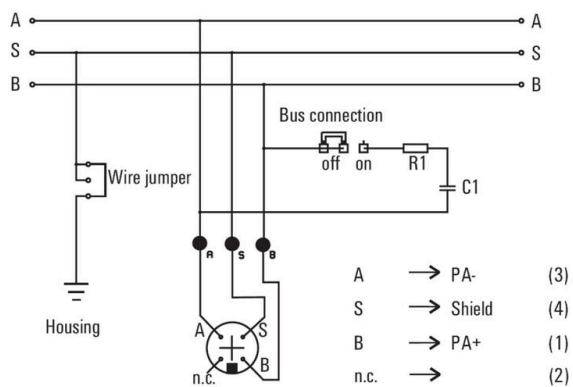 A A
S S
B B
Bus connection
off on R1
C1
Wire jumper
A S B
Housing
A S
n.c. B
A → PA- (3)
S → Shield (4)
B → PA+ (1)
n.c. → (2)